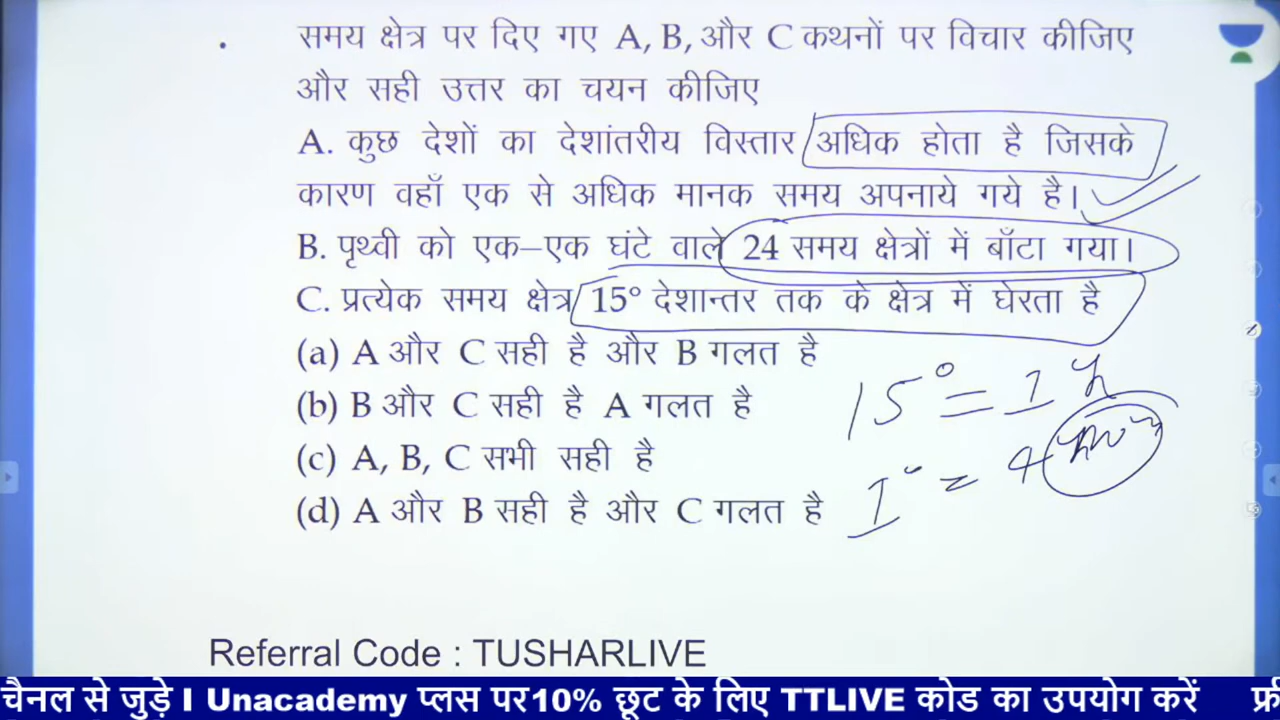 . समय क्षेत्र पर दिए गए A, B, और C कथनों पर विचार कीजिए
और सही उत्तर का चयन कीजिए
A. कुछ देशों का देशांतरीय विस्तार अधिक होता है जिसके
कारण वहाँ एक से अधिक मानक समय अपनाये गये है।
B. पृथ्वी को एक–एक घंटे वाले 24 समय क्षेत्रों में बाँटा गया।
C. प्रत्येक समय क्षेत्र 15° देशान्तर तक के क्षेत्र में घेरता है
(a) A और C सही है और B गलत है
(b) B और C सही है A गलत है
(c) A, B, C सभी सही है
(d) A और B सही है और C गलत है
15° = 1 h
1° = 4
Referral Code : TUSHARLIVE
चैनल से जुड़े I Unacademy प्लस पर10% छूट के लिए TTLIVE कोड का उपयोग करें फ्री